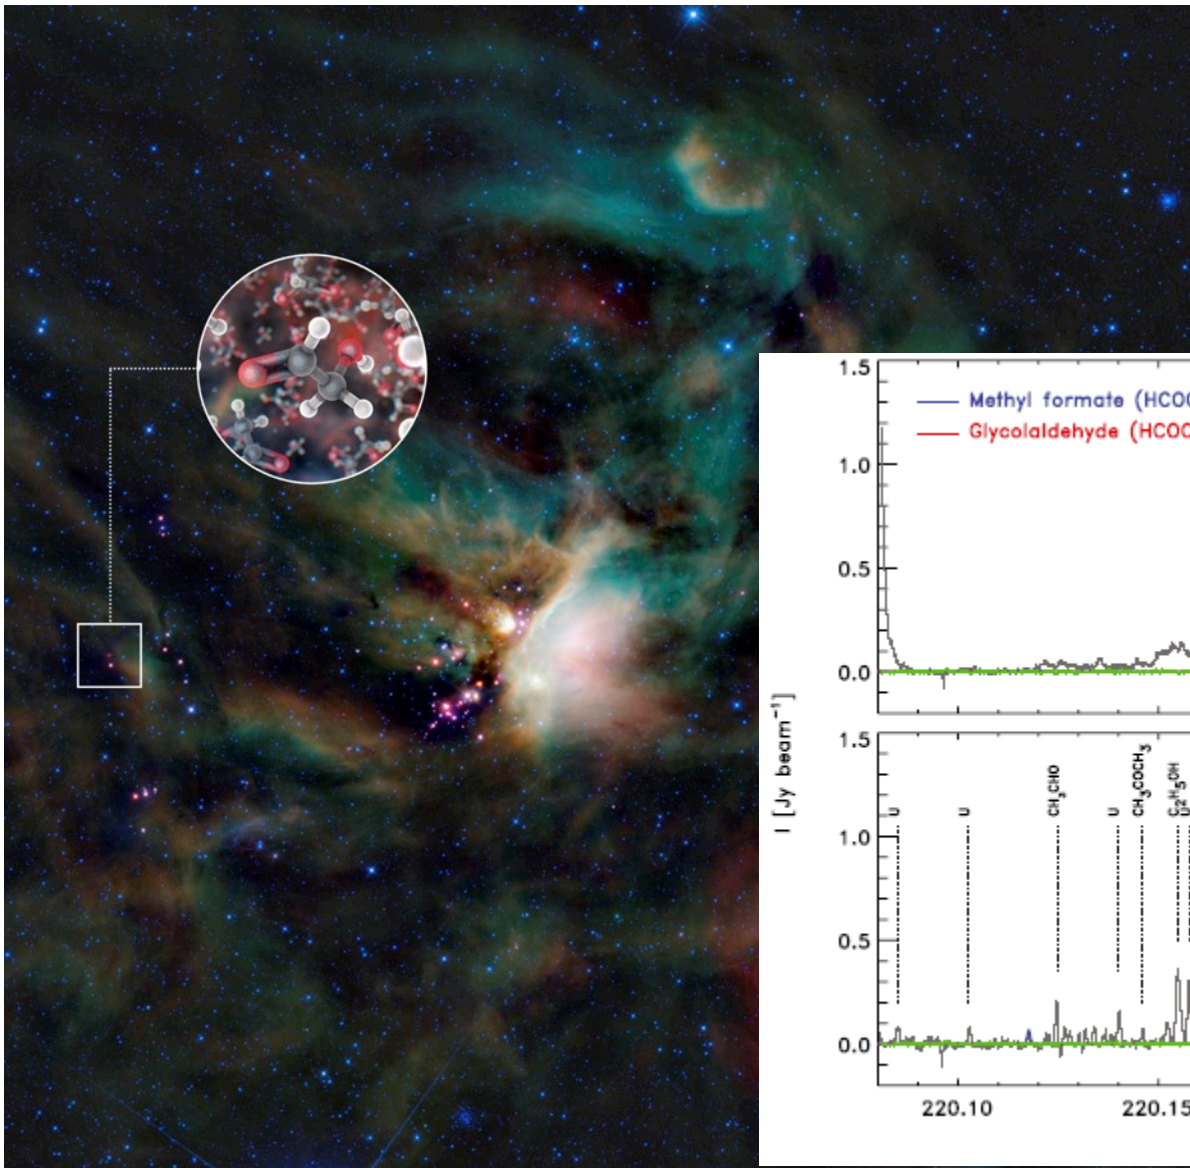 1.5
Methyl formate (HCOC
Glycolaldehyde (HCOC
1.0
0.5
0.0
I [Jy beam⁻¹]
1.5
U
U
CH₃CHO
U
CH₃COCH₃
C₂H₅OH
U
1.0
0.5
0.0
220.10
220.15